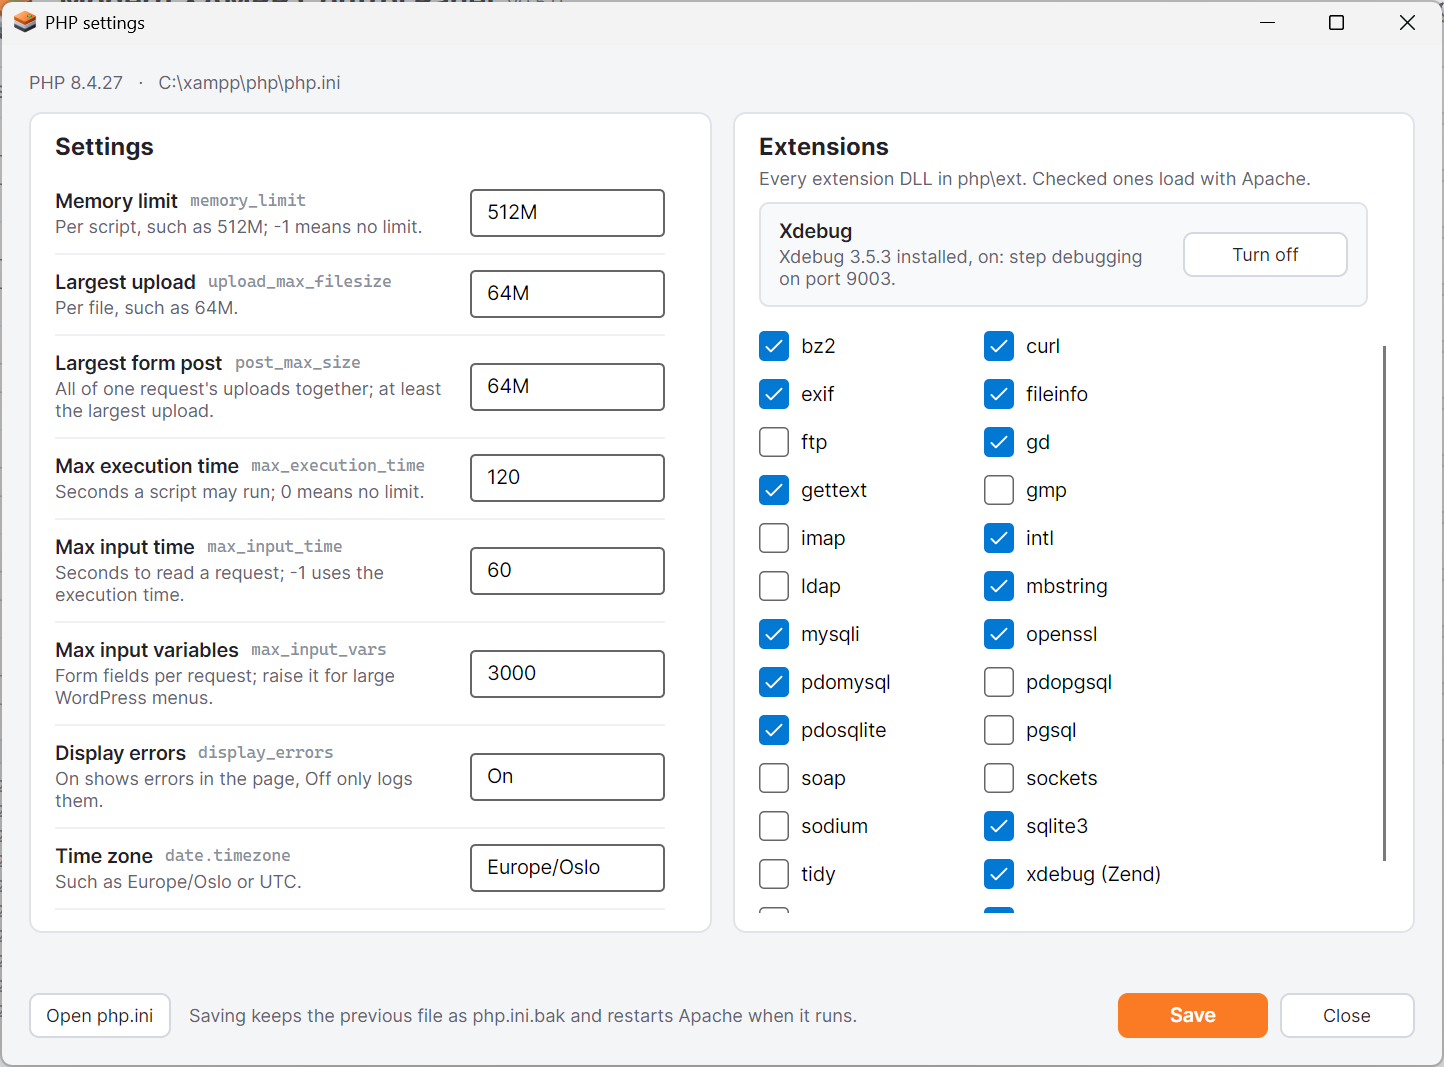 PHP settings
PHP 8.4.27 · C:\xampp\php\php.ini
Settings
Memory limit memory_limit
Per script, such as 512M; -1 means no limit.
512M
Largest upload upload_max_filesize
Per file, such as 64M.
64M
Largest form post post_max_size
All of one request's uploads together; at least
the largest upload.
64M
Max execution time max_execution_time
Seconds a script may run; 0 means no limit.
120
Max input time max_input_time
Seconds to read a request; -1 uses the
execution time.
60
Max input variables max_input_vars
Form fields per request; raise it for large
WordPress menus.
3000
Display errors display_errors
On shows errors in the page, Off only logs
them.
On
Time zone date.timezone
Such as Europe/Oslo or UTC.
Europe/Oslo
Extensions
Every extension DLL in php\ext. Checked ones load with Apache.
Xdebug
Xdebug 3.5.3 installed, on: step debugging
on port 9003.
Turn off
bz2 curl
exif fileinfo
ftp gd
gettext gmp
imap intl
ldap mbstring
mysqli openssl
pdomysql pdopgsql
pdosqlite pgsql
soap sockets
sodium sqlite3
tidy xdebug (Zend)
Open php.ini
Saving keeps the previous file as php.ini.bak and restarts Apache when it runs.
Save
Close